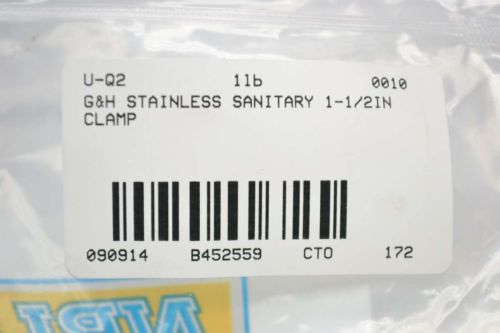 U-Q2 1lb 0010
G&H STAINLESS SANITARY 1-1/2IN
CLAMP
090914 B452559 CTO 172